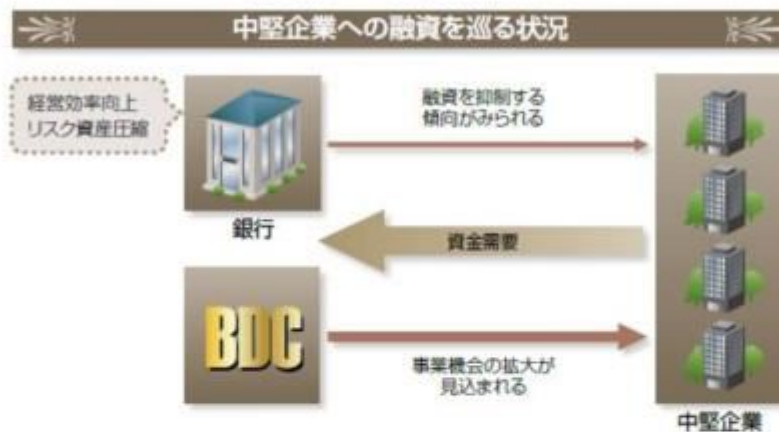 中堅企業への融資を巡る状況
経営効率向上
リスク資産圧縮
融資を抑制する
傾向がみられる
銀行
資金需要
BDC
事業機会の拡大が
見込まれる
中堅企業